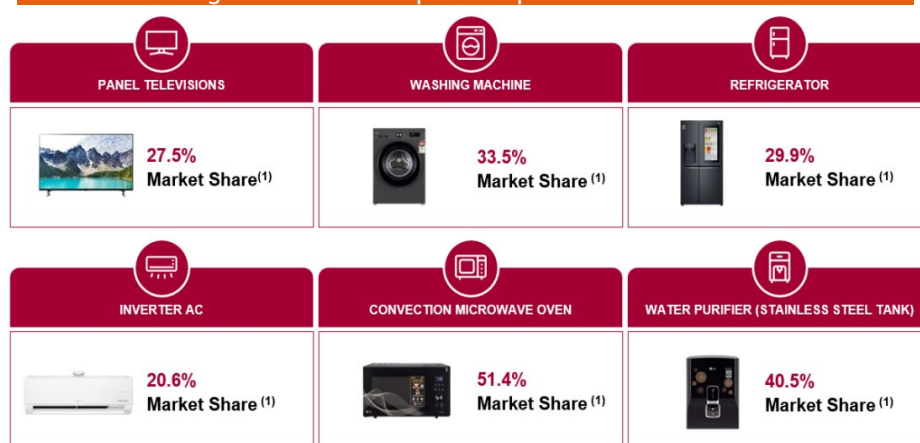 PANEL TELEVISIONS
WASHING MACHINE
REFRIGERATOR
27.5%
Market Share(1)
33.5%
Market Share (1)
29.9%
Market Share (1)
INVERTER AC
CONVECTION MICROWAVE OVEN
WATER PURIFIER (STAINLESS STEEL TANK)
20.6%
Market Share (1)
51.4%
Market Share (1)
40.5%
Market Share (1)